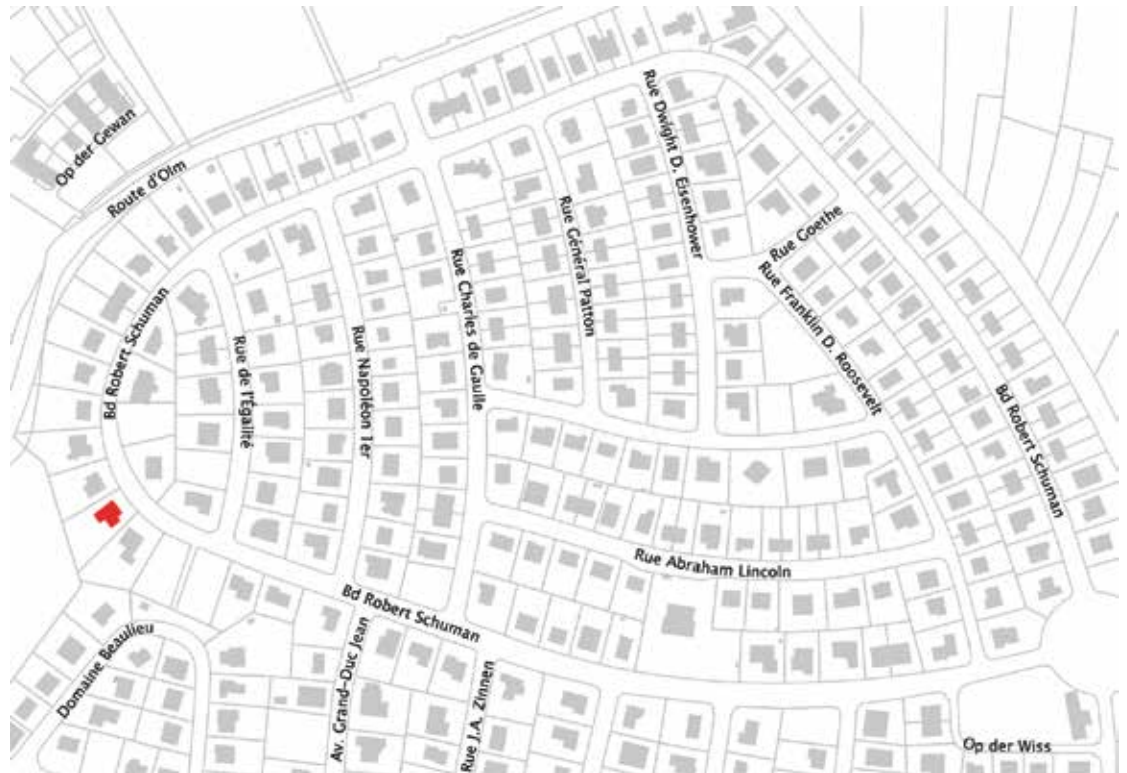 Op der Gewan
Route d'Olm
Rue Dwight D. Eisenhower
Rue Goethe
Rue Général Patton
Rue Charles de Gaulle
Rue Franklin D. Roosevelt
Bd Robert Schuman
Rue de l'Égalité
Rue Napoléon 1er
Bd Robert Schuman
Rue Abraham Lincoln
Bd Robert Schuman
Domaine Beaulieu
Av. Grand-Duc Jean
Rue J.A. Zinnen
Op der Wiss